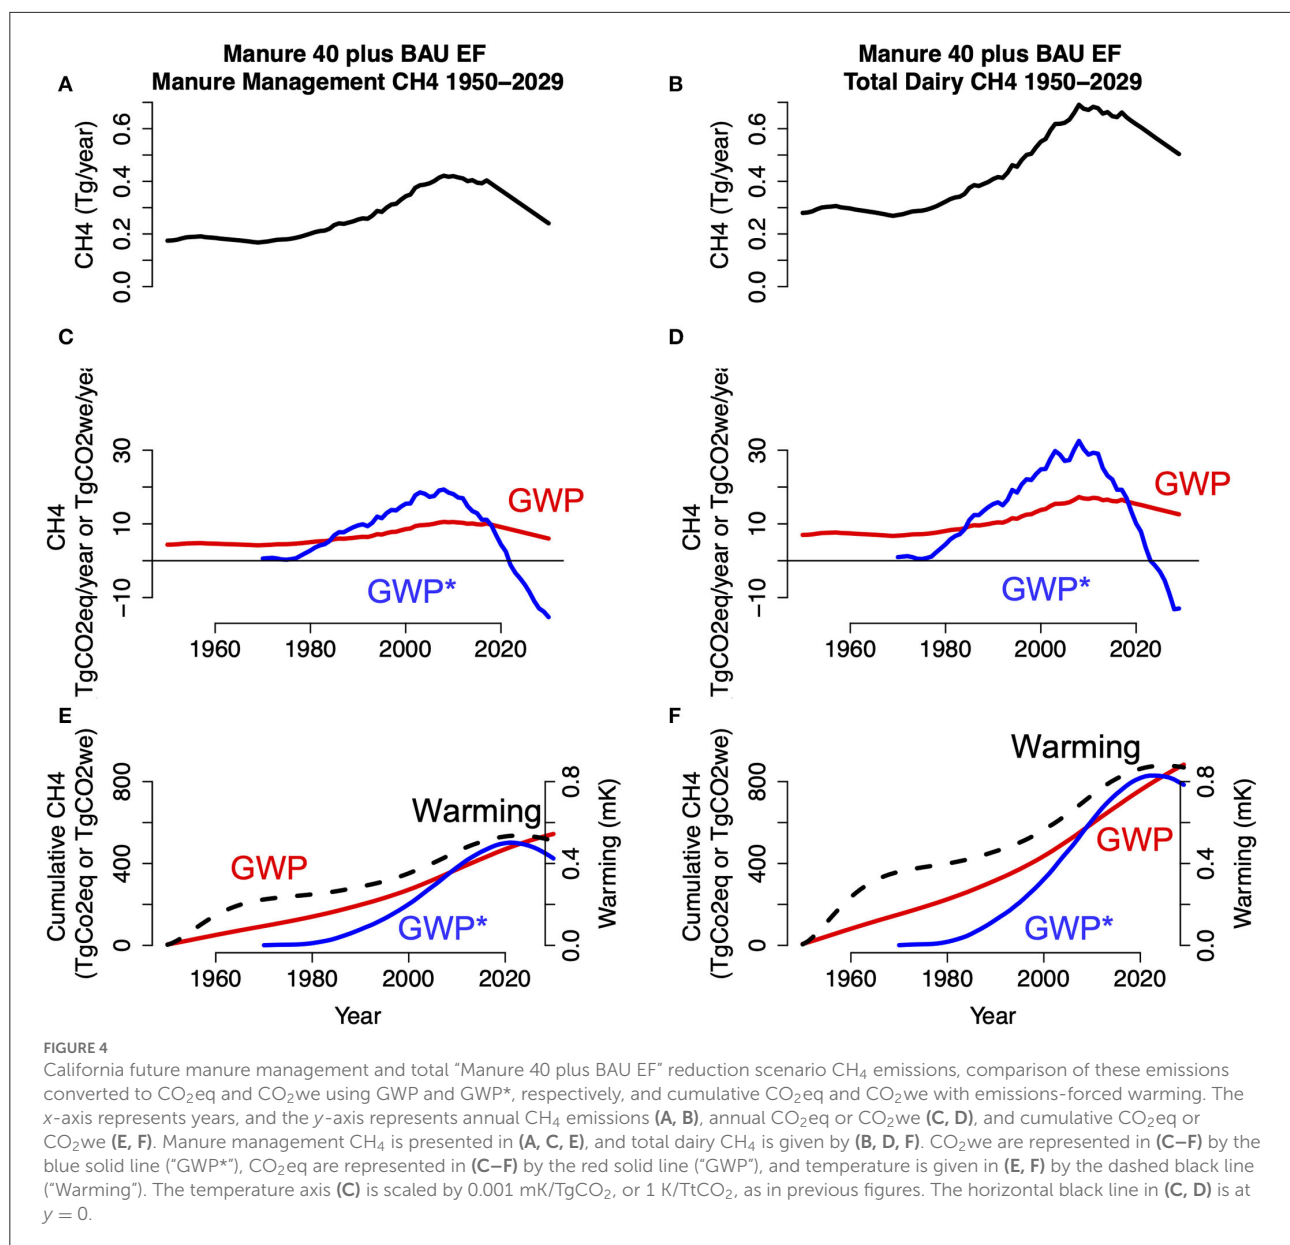 Manure 40 plus BAU EF
Manure Management CH4 1950–2029
Manure 40 plus BAU EF
Total Dairy CH4 1950–2029
A
CH4 (Tg/year)
0.6
0.4
0.2
0.0
B
CH4 (Tg/year)
0.6
0.4
0.2
0.0
C
CH4
TgCO2eq/year or TgCO2we/yea
30
10
−10
GWP
GWP*
1960
1980
2000
2020
D
CH4
TgCO2eq/year or TgCO2we/yea
30
10
−10
GWP
GWP*
1960
1980
2000
2020
E
Cumulative CH4
(TgCo2eq or TgCO2we)
800
400
0
Warming
GWP
GWP*
0.8
0.4
0.0
Warming (mK)
1960
1980
2000
2020
Year
F
Cumulative CH4
(TgCo2eq or TgCO2we)
800
400
0
Warming
GWP
GWP*
0.8
0.4
0.0
Warming (mK)
1960
1980
2000
2020
Year
FIGURE 4
California future manure management and total “Manure 40 plus BAU EF” reduction scenario CH₄ emissions, comparison of these emissions
converted to CO₂eq and CO₂we using GWP and GWP*, respectively, and cumulative CO₂eq and CO₂we with emissions-forced warming. The
x-axis represents years, and the y-axis represents annual CH₄ emissions (A, B), annual CO₂eq or CO₂we (C, D), and cumulative CO₂eq or
CO₂we (E, F). Manure management CH₄ is presented in (A, C, E), and total dairy CH₄ is given by (B, D, F). CO₂we are represented in (C–F) by the
blue solid line (“GWP*”), CO₂eq are represented in (C–F) by the red solid line (“GWP”), and temperature is given in (E, F) by the dashed black line
(“Warming”). The temperature axis (C) is scaled by 0.001 mK/TgCO₂, or 1 K/TtCO₂, as in previous figures. The horizontal black line in (C, D) is at
y = 0.